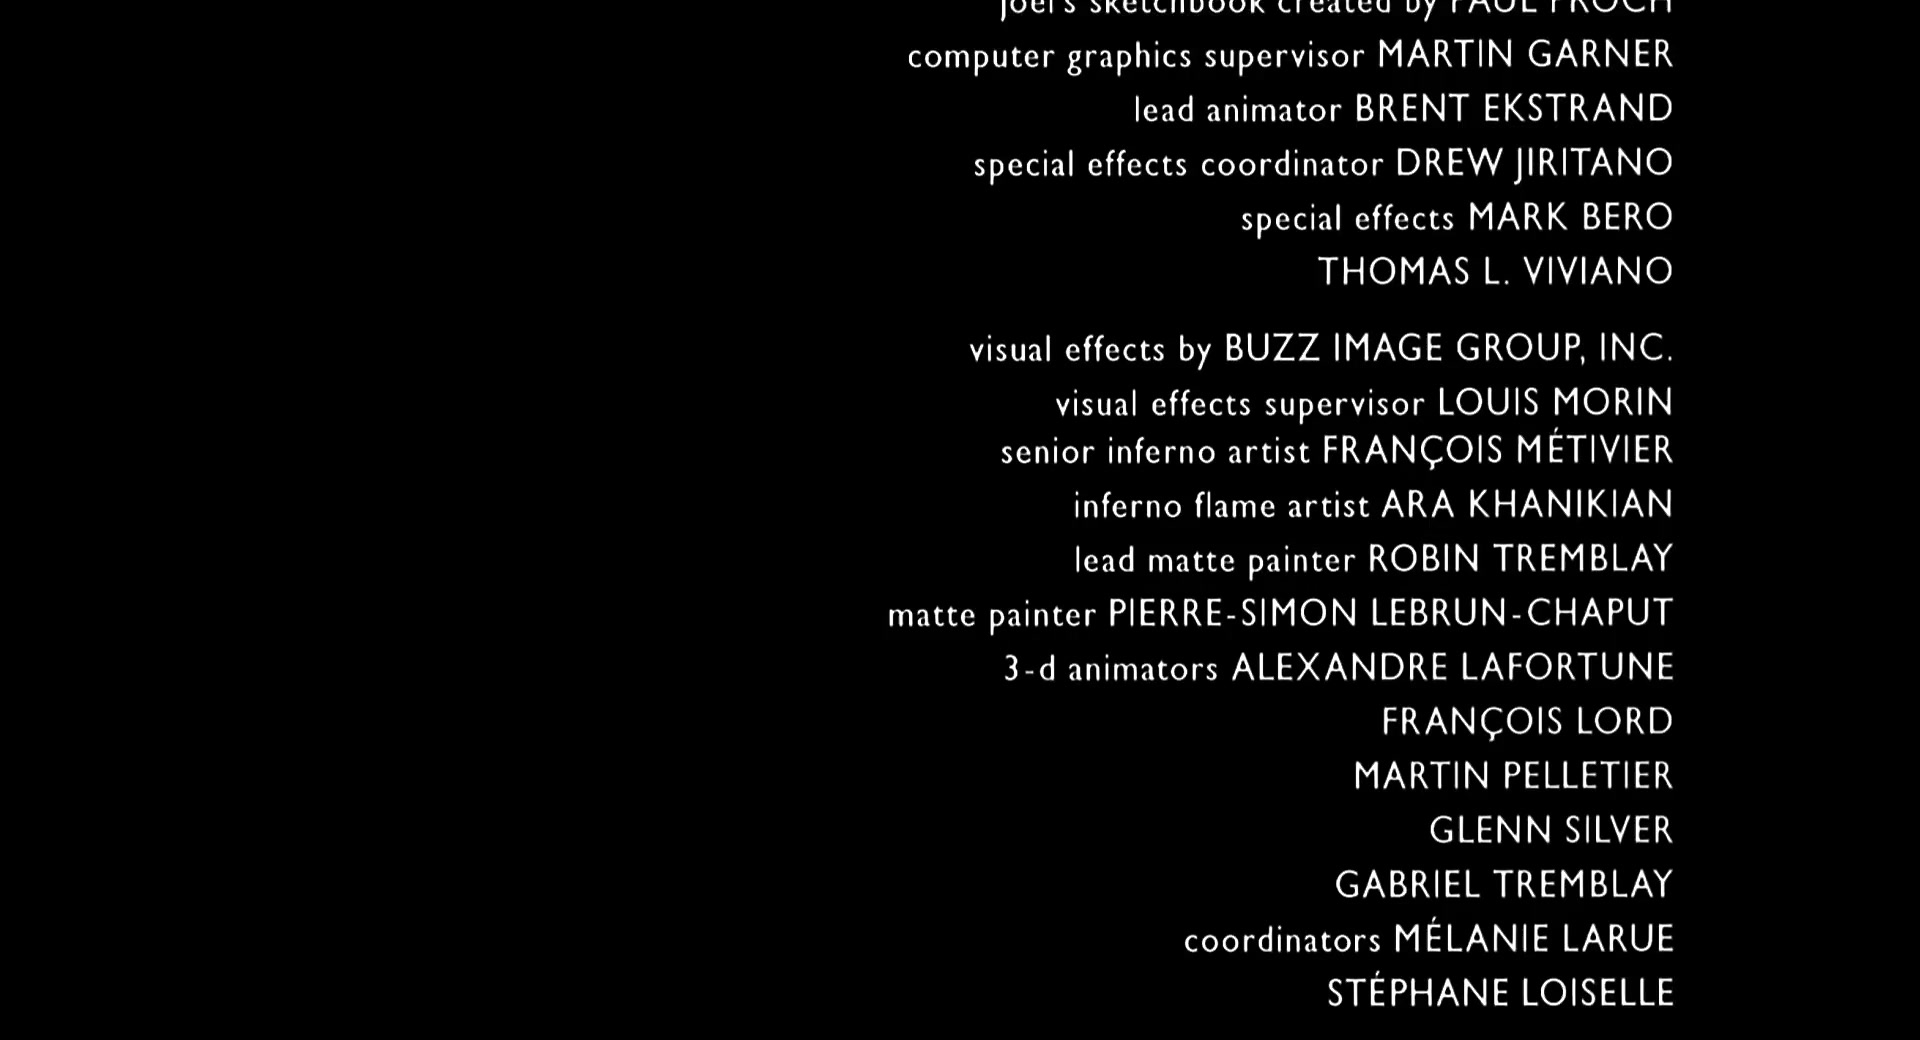 joel's sketchbook created by PAUL PROCH
computer graphics supervisor MARTIN GARNER
lead animator BRENT EKSTRAND
special effects coordinator DREW JIRITANO
special effects MARK BERO
THOMAS L. VIVIANO
visual effects by BUZZ IMAGE GROUP, INC.
visual effects supervisor LOUIS MORIN
senior inferno artist FRANÇOIS MÉTIVIER
inferno flame artist ARA KHANIKIAN
lead matte painter ROBIN TREMBLAY
matte painter PIERRE-SIMON LEBRUN-CHAPUT
3-d animators ALEXANDRE LAFORTUNE
FRANÇOIS LORD
MARTIN PELLETIER
GLENN SILVER
GABRIEL TREMBLAY
coordinators MÉLANIE LARUE
STÉPHANE LOISELLE